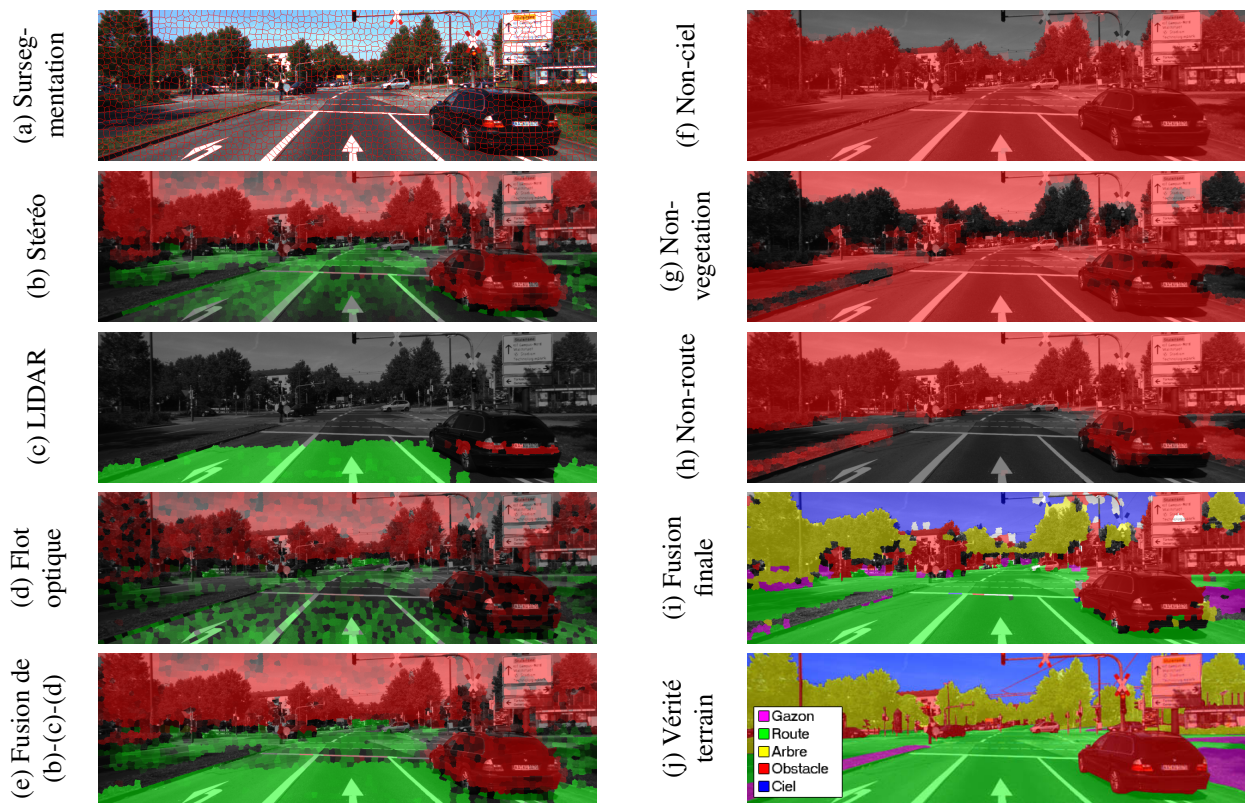 (a) Surseg-
mentation
(b) Stéréo
(c) LIDAR
(d) Flot
optique
(e) Fusion de
(b)-(c)-(d)
(f) Non-ciel
(g) Non-
vegetation
(h) Non-route
(i) Fusion
finale
(j) Vérité
terrain
Gazon
Route
Arbre
Obstacle
Ciel